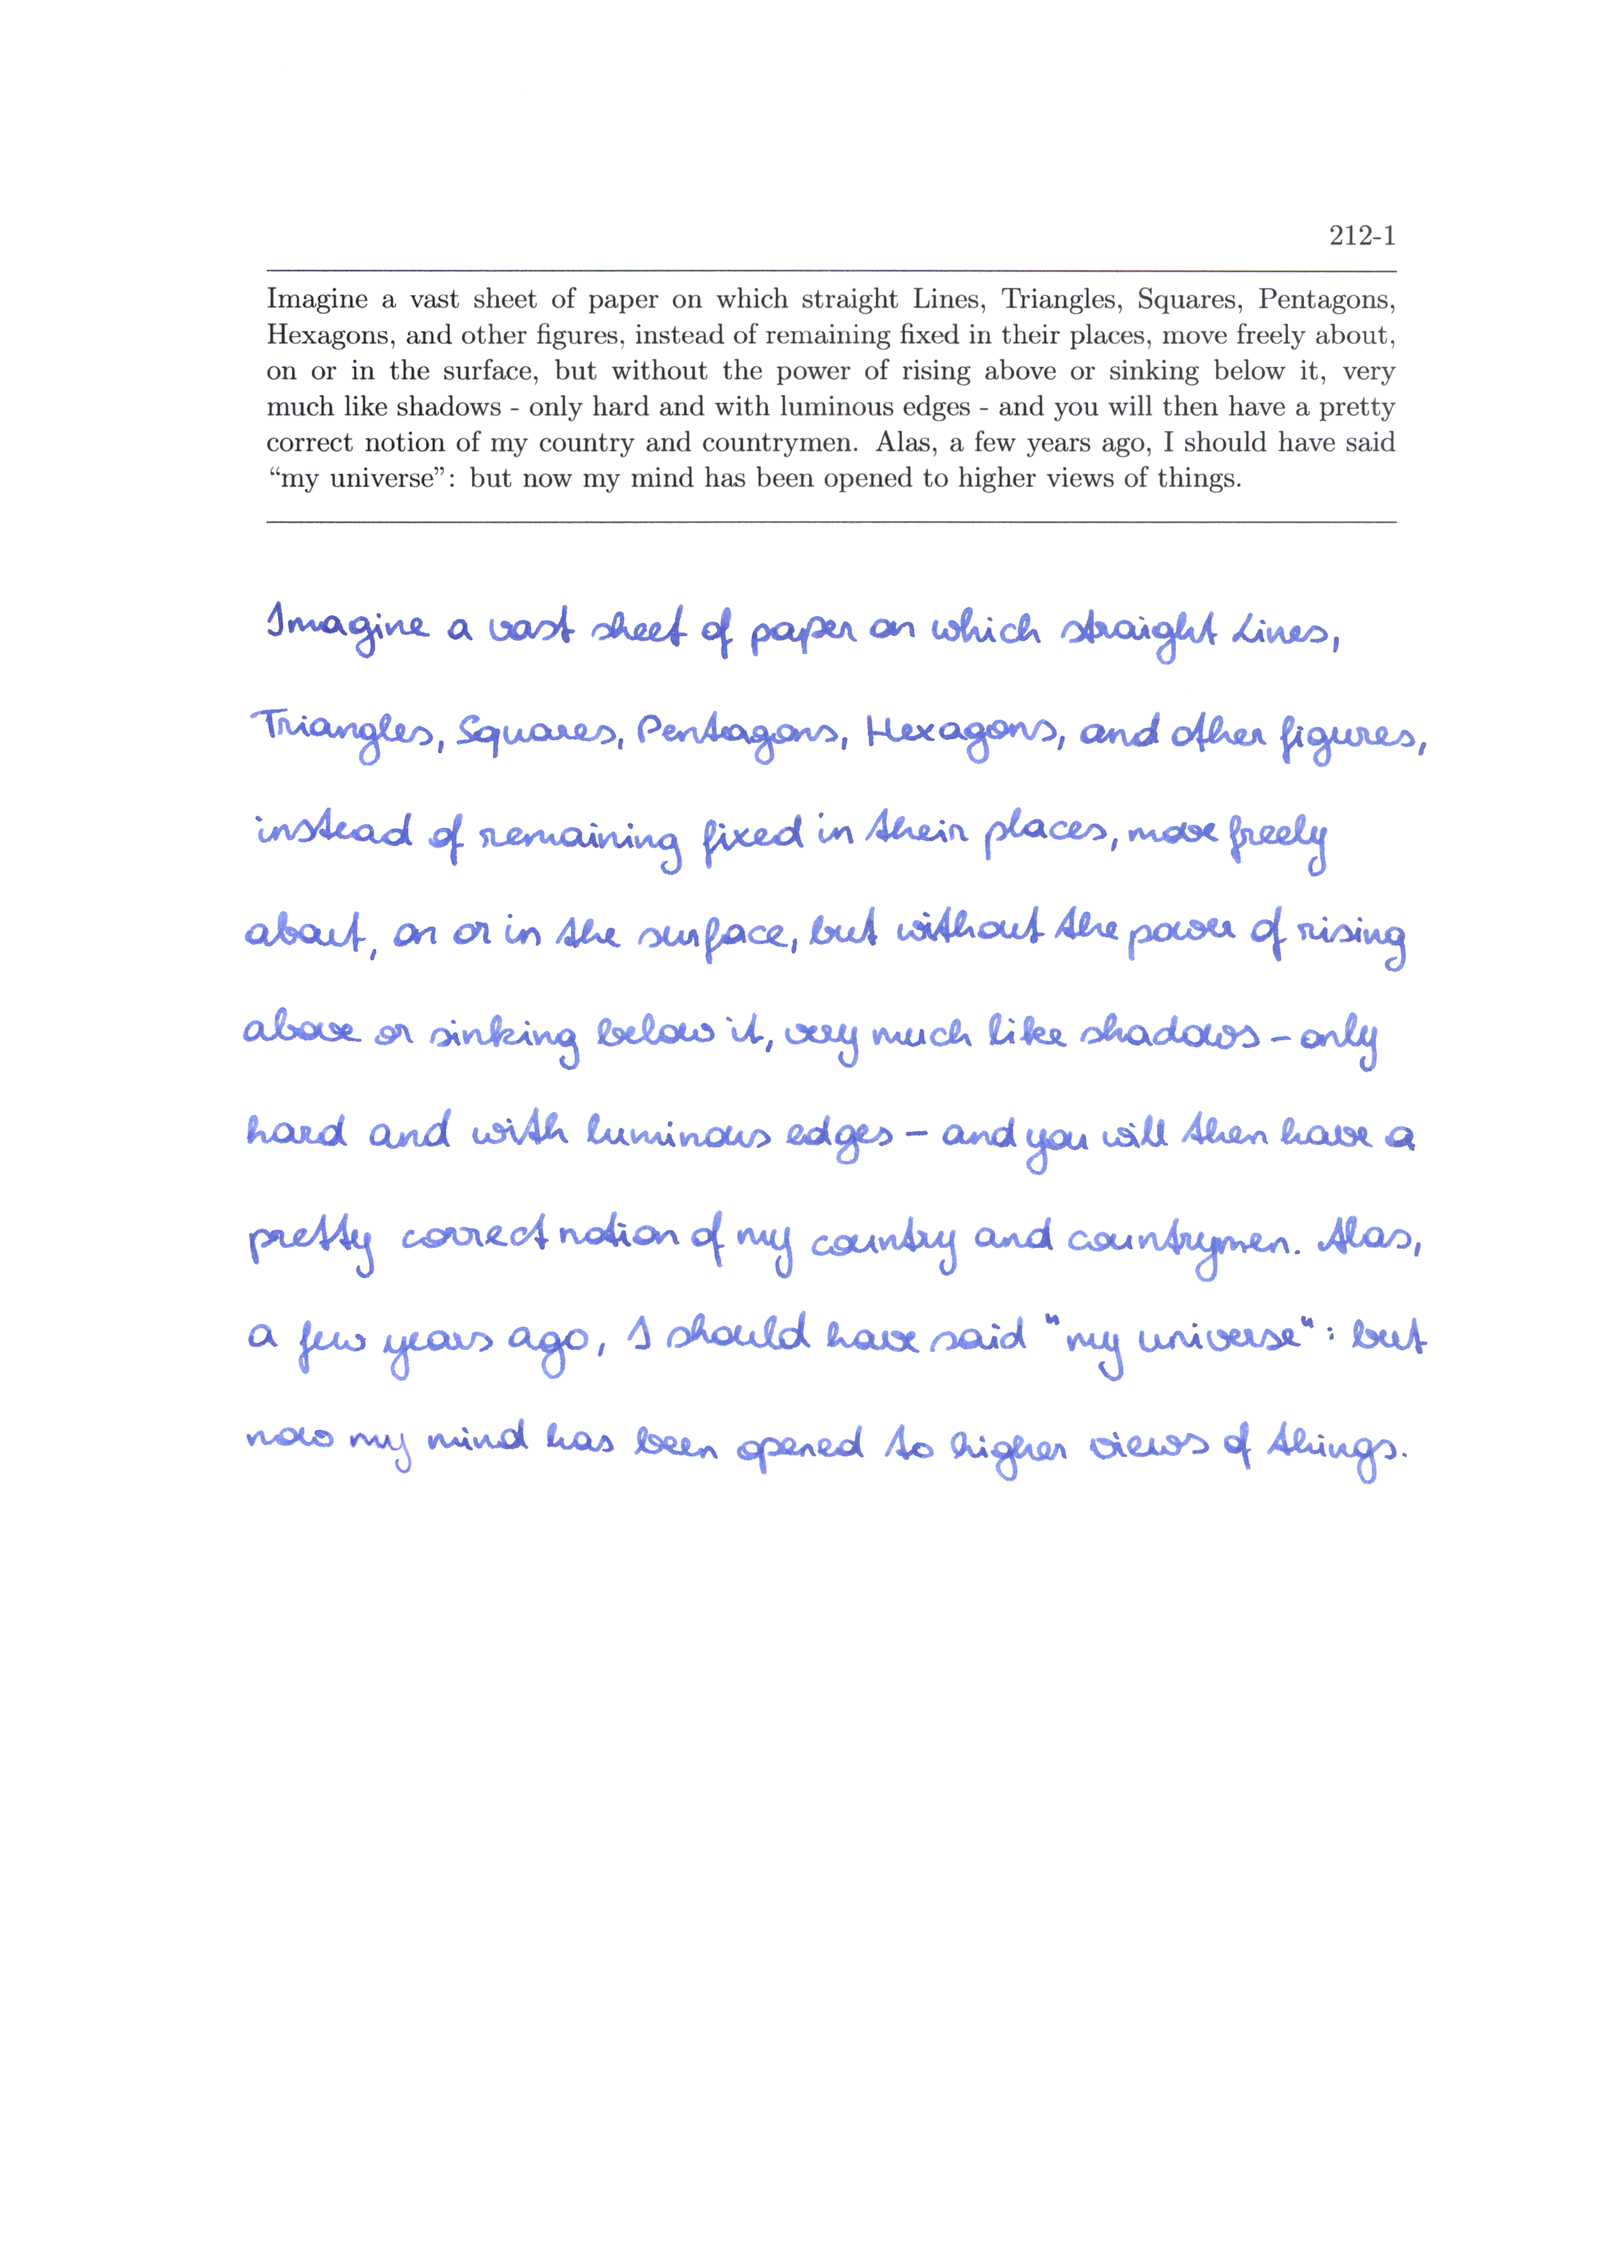 212-1
Imagine a vast sheet of paper on which straight Lines, Triangles, Squares, Pentagons,
Hexagons, and other figures, instead of remaining fixed in their places, move freely about,
on or in the surface, but without the power of rising above or sinking below it, very
much like shadows - only hard and with luminous edges - and you will then have a pretty
correct notion of my country and countrymen. Alas, a few years ago, I should have said
“my universe”: but now my mind has been opened to higher views of things.
Imagine a vast sheet of paper on which straight Lines,
Triangles, Squares, Pentagons, Hexagons, and other figures,
instead of remaining fixed in their places, move freely
about, on or in the surface, but without the power of rising
above or sinking below it, very much like shadows – only
hard and with luminous edges – and you will then have a
pretty correct notion of my country and countrymen. Alas,
a few years ago, I should have said "my universe": but
now my mind has been opened to higher views of things.